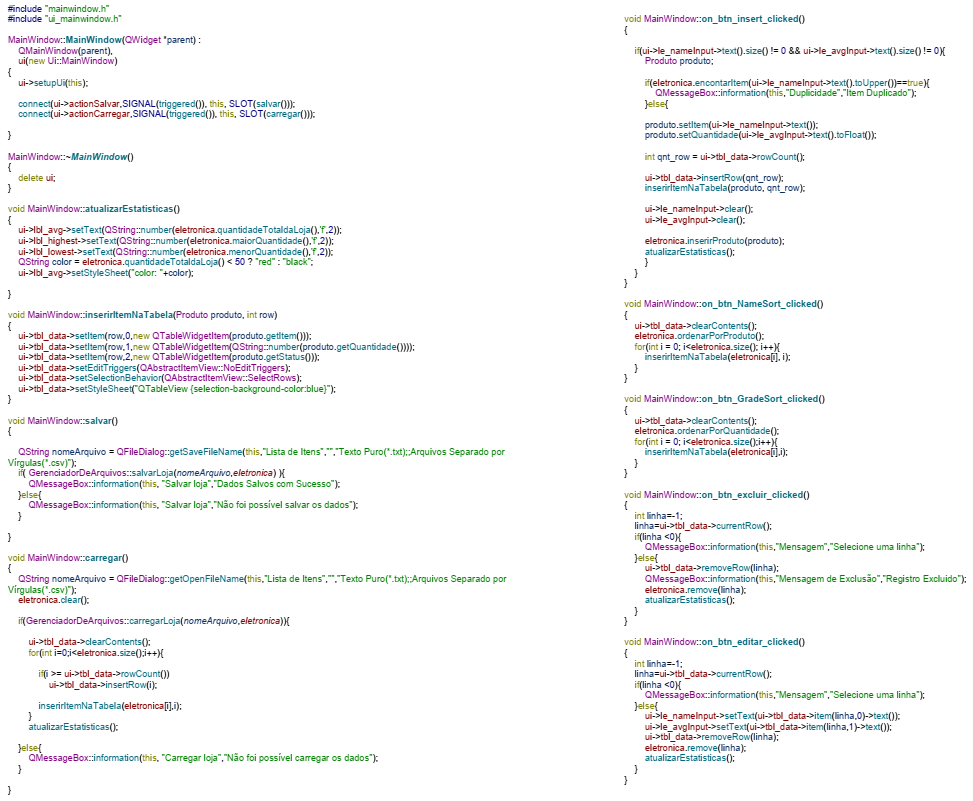 #include "mainwindow.h"
#include "ui_mainwindow.h"
MainWindow::MainWindow(QWidget *parent) :
QMainWindow(parent),
ui(new Ui::MainWindow)
{
ui->setupUi(this);
connect(ui->actionSalvar,SIGNAL(triggered()), this, SLOT(salvar()));
connect(ui->actionCarregar,SIGNAL(triggered()), this, SLOT(carregar()));
}
MainWindow::~MainWindow()
{
delete ui;
}
void MainWindow::atualizarEstatisticas()
{
ui->lbl_avg->setText(QString::number(eletronica.quantidadeTotaldaLoja(),'f',2));
ui->lbl_highest->setText(QString::number(eletronica.maiorQuantidade(),'f',2));
ui->lbl_lowest->setText(QString::number(eletronica.menorQuantidade(),'f',2));
QString color = eletronica.quantidadeTotaldaLoja() < 50 ? "red" : "black";
ui->lbl_avg->setStyleSheet("color: "+color);
}
void MainWindow::inserirItemNaTabela(Produto produto, int row)
{
ui->tbl_data->setItem(row,0,new QTableWidgetItem(produto.getItem()));
ui->tbl_data->setItem(row,1,new QTableWidgetItem(QString::number(produto.getQuantidade())));
ui->tbl_data->setItem(row,2,new QTableWidgetItem(produto.getStatus()));
ui->tbl_data->setEditTriggers(QAbstractItemView::NoEditTriggers);
ui->tbl_data->setSelectionBehavior(QAbstractItemView::SelectRows);
ui->tbl_data->setStyleSheet("QTableView {selection-background-color:blue}");
}
void MainWindow::salvar()
{
QString nomeArquivo = QFileDialog::getSaveFileName(this,"Lista de Itens","","Texto Puro(*.txt);;Arquivos Separado por
Vírgulas(*.csv)");
if( GerenciadorDeArquivos::salvarLoja(nomeArquivo,eletronica) ){
QMessageBox::information(this, "Salvar loja","Dados Salvos com Sucesso");
}else{
QMessageBox::information(this, "Salvar loja","Não foi possível salvar os dados");
}
}
void MainWindow::carregar()
{
QString nomeArquivo = QFileDialog::getOpenFileName(this,"Lista de Itens","","Texto Puro(*.txt);;Arquivos Separado por
Vírgulas(*.csv)");
eletronica.clear();
if(GerenciadorDeArquivos::carregarLoja(nomeArquivo,eletronica)){
ui->tbl_data->clearContents();
for(int i=0;i<eletronica.size();i++){
if(i >= ui->tbl_data->rowCount())
ui->tbl_data->insertRow(i);
inserirItemNaTabela(eletronica[i],i);
}
atualizarEstatisticas();
}else{
QMessageBox::information(this, "Carregar loja","Não foi possível carregar os dados");
}
}
void MainWindow::on_btn_insert_clicked()
{
if(ui->le_nameInput->text().size() != 0 && ui->le_avgInput->text().size() != 0){
Produto produto;
if(eletronica.encontarItem(ui->le_nameInput->text().toUpper())==true){
QMessageBox::information(this,"Duplicidade","Item Duplicado");
}else{
produto.setItem(ui->le_nameInput->text());
produto.setQuantidade(ui->le_avgInput->text().toFloat());
int qnt_row = ui->tbl_data->rowCount();
ui->tbl_data->insertRow(qnt_row);
inserirItemNaTabela(produto, qnt_row);
ui->le_nameInput->clear();
ui->le_avgInput->clear();
eletronica.inserirProduto(produto);
atualizarEstatisticas();
}
}
}
void MainWindow::on_btn_NameSort_clicked()
{
ui->tbl_data->clearContents();
eletronica.ordenarPorProduto();
for(int i = 0; i<eletronica.size(); i++){
inserirItemNaTabela(eletronica[i], i);
}
}
void MainWindow::on_btn_GradeSort_clicked()
{
ui->tbl_data->clearContents();
eletronica.ordenarPorQuantidade();
for(int i = 0; i<eletronica.size();i++){
inserirItemNaTabela(eletronica[i],i);
}
}
void MainWindow::on_btn_excluir_clicked()
{
int linha=-1;
linha=ui->tbl_data->currentRow();
if(linha <0){
QMessageBox::information(this,"Mensagem","Selecione uma linha");
}else{
ui->tbl_data->removeRow(linha);
QMessageBox::information(this,"Mensagem de Exclusão","Registro Excluido");
eletronica.remove(linha);
atualizarEstatisticas();
}
}
void MainWindow::on_btn_editar_clicked()
{
int linha=-1;
linha=ui->tbl_data->currentRow();
if(linha <0){
QMessageBox::information(this,"Mensagem","Selecione uma linha");
}else{
ui->le_nameInput->setText(ui->tbl_data->item(linha,0)->text());
ui->le_avgInput->setText(ui->tbl_data->item(linha,1)->text());
ui->tbl_data->removeRow(linha);
eletronica.remove(linha);
atualizarEstatisticas();
}
}